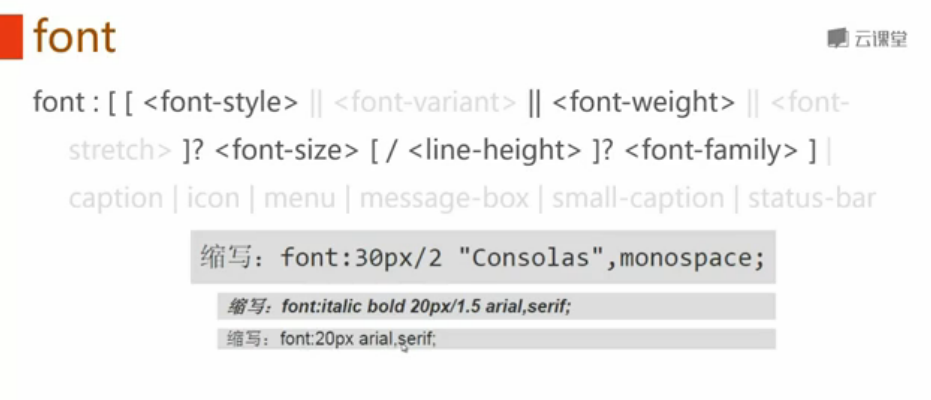 font
云课堂
font : [ [ <font-style> || <font-variant> || <font-weight> || <font-
stretch> ]? <font-size> [ / <line-height> ]? <font-family> ] |
caption | icon | menu | message-box | small-caption | status-bar
缩写：font:30px/2 "Consolas",monospace;
缩写：font:italic bold 20px/1.5 arial,serif;
缩写：font:20px arial,serif;